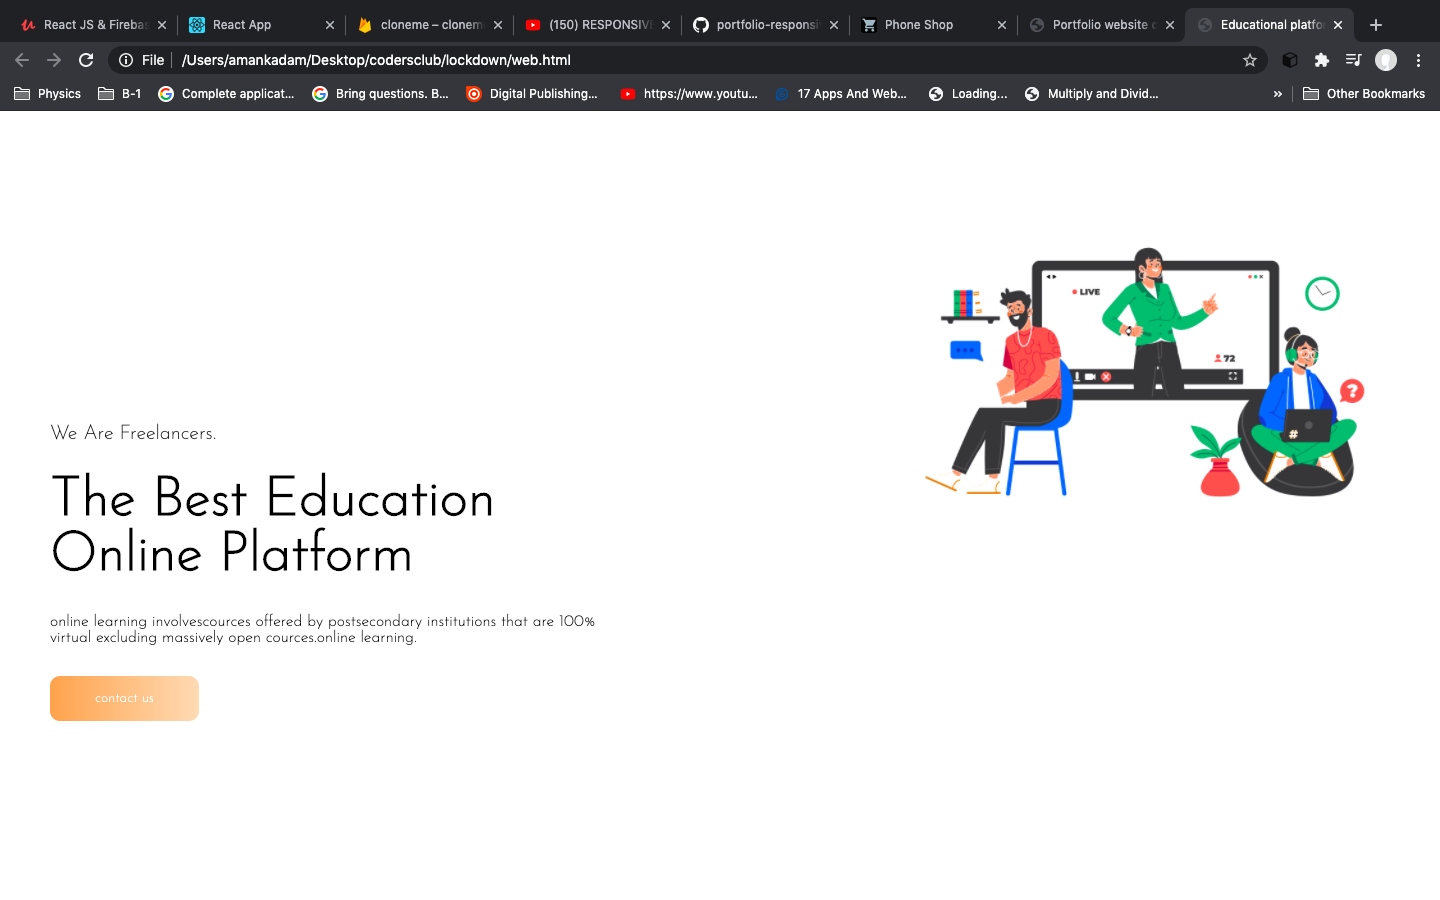 React JS & Firebas
React App
cloneme – clonem
(150) RESPONSIV
portfolio-responsi
Phone Shop
Portfolio website
Educational platfo
File
/Users/amankadam/Desktop/codersclub/lockdown/web.html
Physics
B-1
Complete applicat...
Bring questions. B...
Digital Publishing...
https://www.youtu...
17 Apps And Web...
Loading...
Multiply and Divid...
»
Other Bookmarks
LIVE
72
?
#
We Are Freelancers.
The Best Education
Online Platform
online learning involvescources offered by postsecondary institutions that are 100%
virtual excluding massively open cources.online learning.
contact us